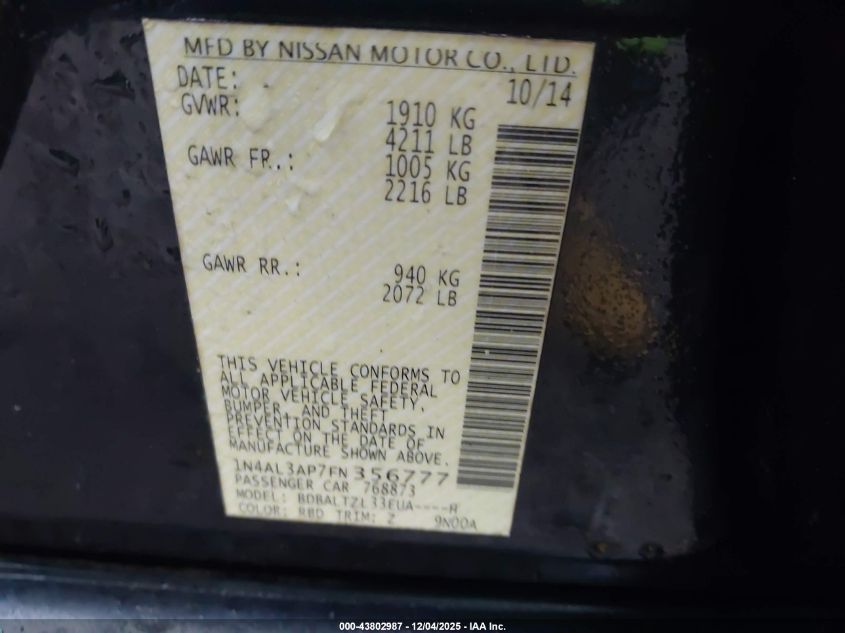 MFD BY NISSAN MOTOR CO., LTD.
DATE: 10/14
GVWR: 1910 KG
4211 LB
GAWR FR.: 1005 KG
2216 LB
GAWR RR.: 940 KG
2072 LB
THIS VEHICLE CONFORMS TO
ALL APPLICABLE FEDERAL
MOTOR VEHICLE SAFETY,
BUMPER, AND THEFT
PREVENTION STANDARDS IN
EFFECT ON THE DATE OF
MANUFACTURE SHOWN ABOVE.
1N4AL3AP7FN356777
PASSENGER CAR 768873
MODEL: BDBALTZL33EUA----H
COLOR: RBD TRIM: Z 9N00A
000-43802987 - 12/04/2025 - IAA Inc.